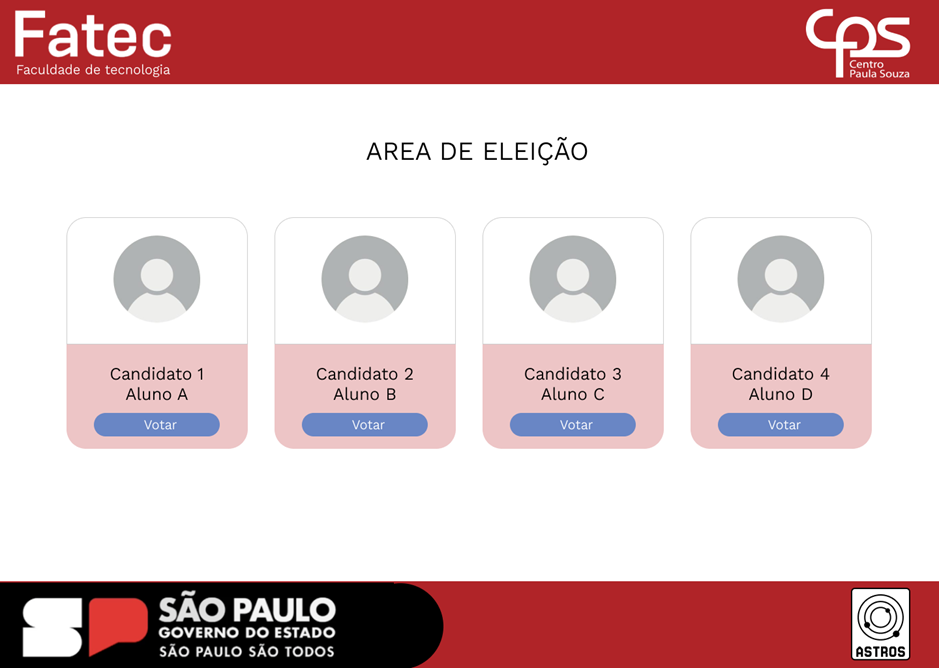 Fatec
Faculdade de tecnologia
CPS
Centro
Paula Souza
AREA DE ELEIÇÃO
Candidato 1
Aluno A
Votar
Candidato 2
Aluno B
Votar
Candidato 3
Aluno C
Votar
Candidato 4
Aluno D
Votar
SP
SÃO PAULO
GOVERNO DO ESTADO
SÃO PAULO SÃO TODOS
ASTROS